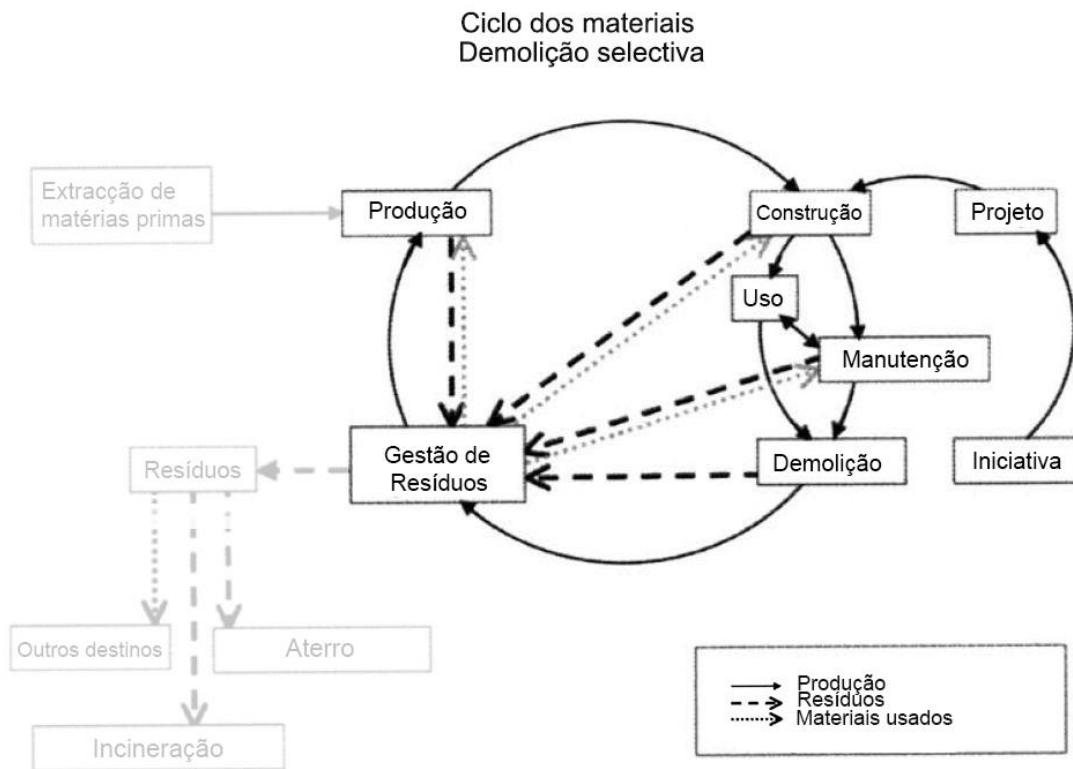 Ciclo dos materiais
Demolição selectiva
Extracção de
matérias primas
Produção
Construção
Projeto
Uso
Manutenção
Gestão de
Resíduos
Demolição
Iniciativa
Resíduos
Outros destinos
Aterro
Incineração
Produção
Resíduos
Materiais usados